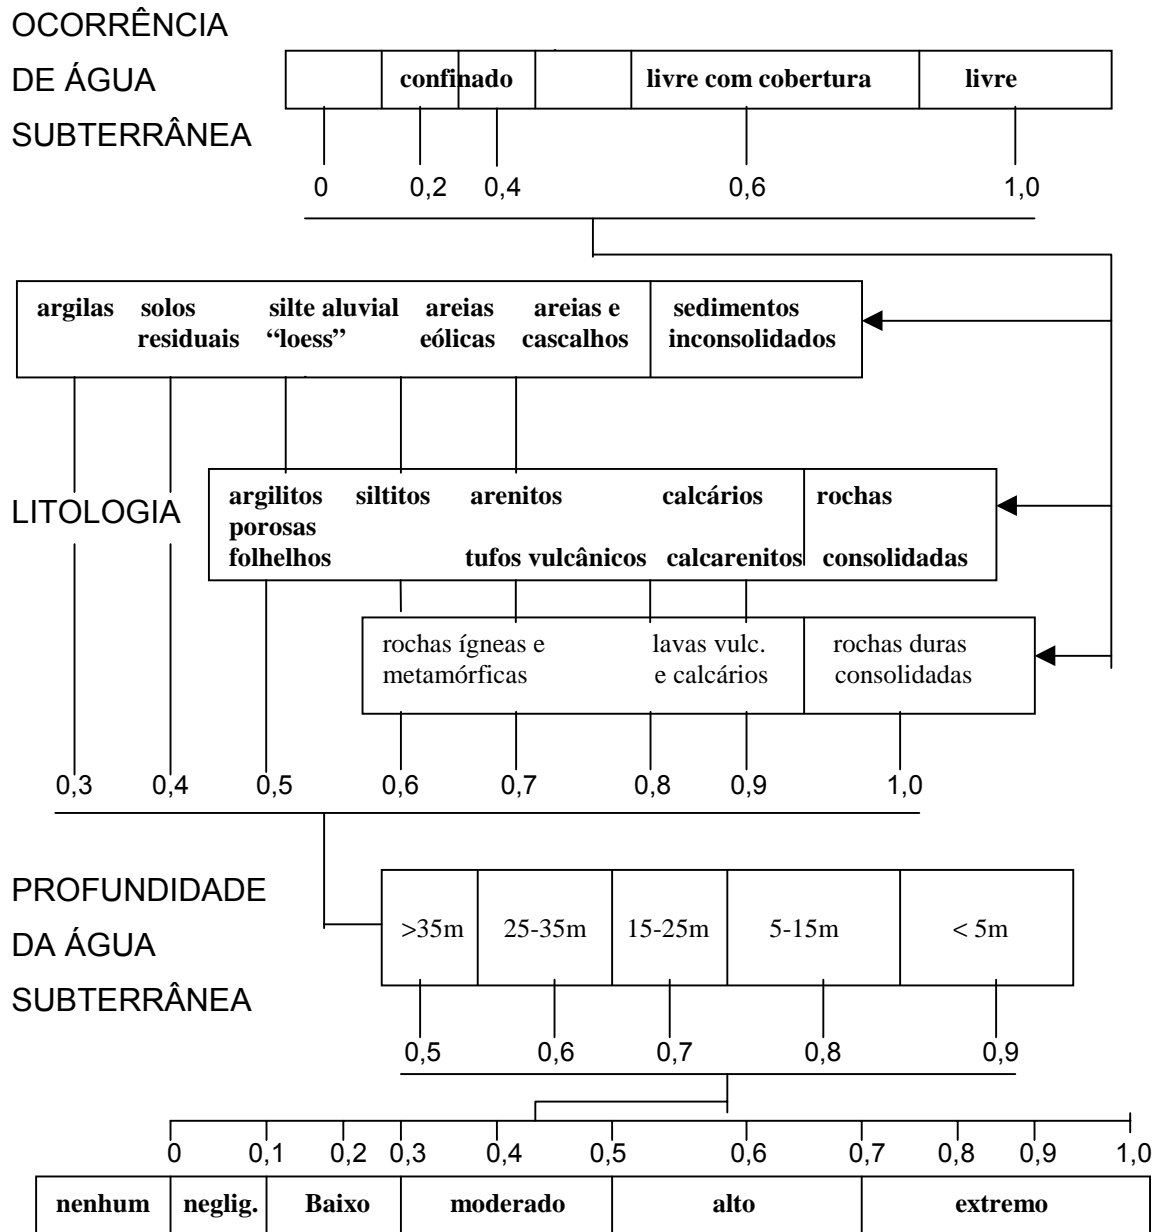 OCORRÊNCIA
DE ÁGUA
SUBTERRÂNEA
confinado livre com cobertura livre
0 0,2 0,4 0,6 1,0
argilas solos silte aluvial areias areias e sedimentos
residuais “loess” eólicas cascalhos inconsolidados
LITOLOGIA
argilitos siltitos arenitos calcários rochas
porosas
folhelhos tufos vulcânicos calcarenitos consolidadas
rochas ígneas e lavas vulc. rochas duras
metamórficas e calcários consolidadas
0,3 0,4 0,5 0,6 0,7 0,8 0,9 1,0
PROFUNDIDADE
DA ÁGUA
SUBTERRÂNEA
>35m 25-35m 15-25m 5-15m < 5m
0,5 0,6 0,7 0,8 0,9
0 0,1 0,2 0,3 0,4 0,5 0,6 0,7 0,8 0,9 1,0
nenhum neglig. Baixo moderado alto extremo